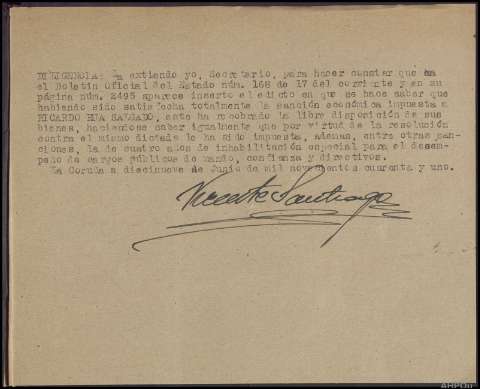 DILIGENCIA: La extiendo yo, Secretario, para hacer constar que en
el Boletin Oficial del Estado núm. 168 de 17 del corriente y en su
página núm. 2495 aparece inserto el edicto en que se hace saber que
habiendo sido satisfecha totalmente la sanción económica impuesta a
RICARDO SALGADO, este ha recobrado la libre disposición de sus
bienes, haciendose saber igualmente que por virtud de la resolución
contra el mismo dictada le ha sido impuesta, ademas, entre otras san-
ciones, la de cuatro años de inhabilitación especial para el desem-
peño de cargos públicos de mando, confianza y directivos.
La Coruña a diecinueve de Junio de mil novecientos cuarenta y uno.
Vicente Santiago